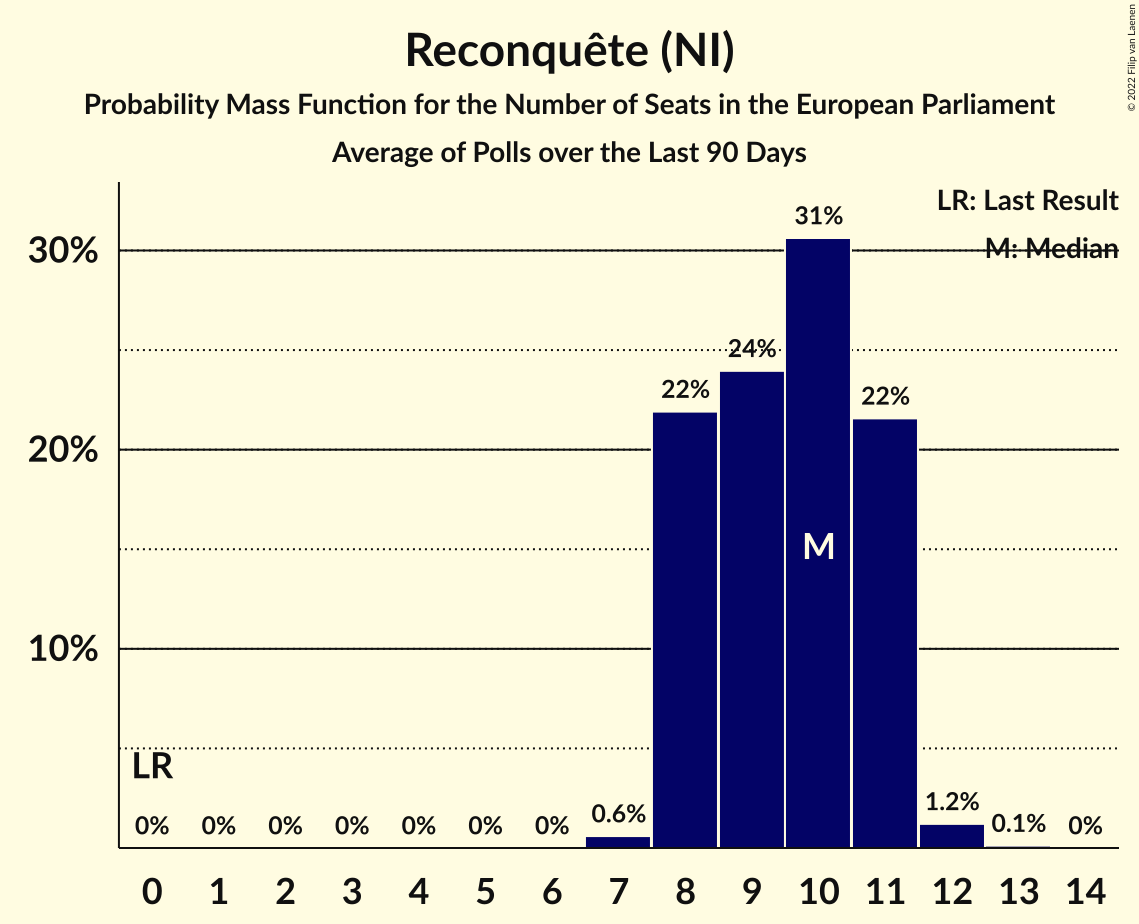 Reconquête (NI)
Probability Mass Function for the Number of Seats in the European Parliament
Average of Polls over the Last 90 Days
© 2022 Filip van Laenen
LR: Last Result
M: Median
30%
20%
10%
31%
24%
22%
22%
M
LR
0%
0%
0%
0%
0%
0%
0%
0.6%
1.2%
0.1%
0%
0 1 2 3 4 5 6 7 8 9 10 11 12 13 14